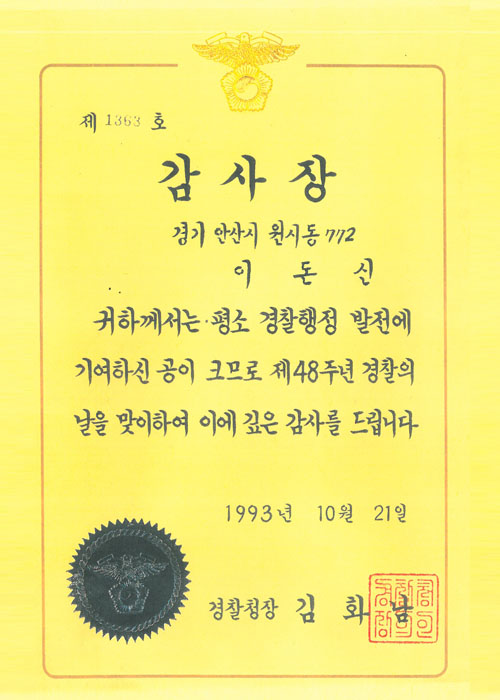 제 1363 호
감사장
경기 안산시 원시동 772
이돈신
귀하께서는 평소 경찰행정 발전에
기여하신 공이 크므로 제48주년 경찰의
날을 맞이하여 이에 깊은 감사를 드립니다
1993년 10월 21일
경찰청장 김화남